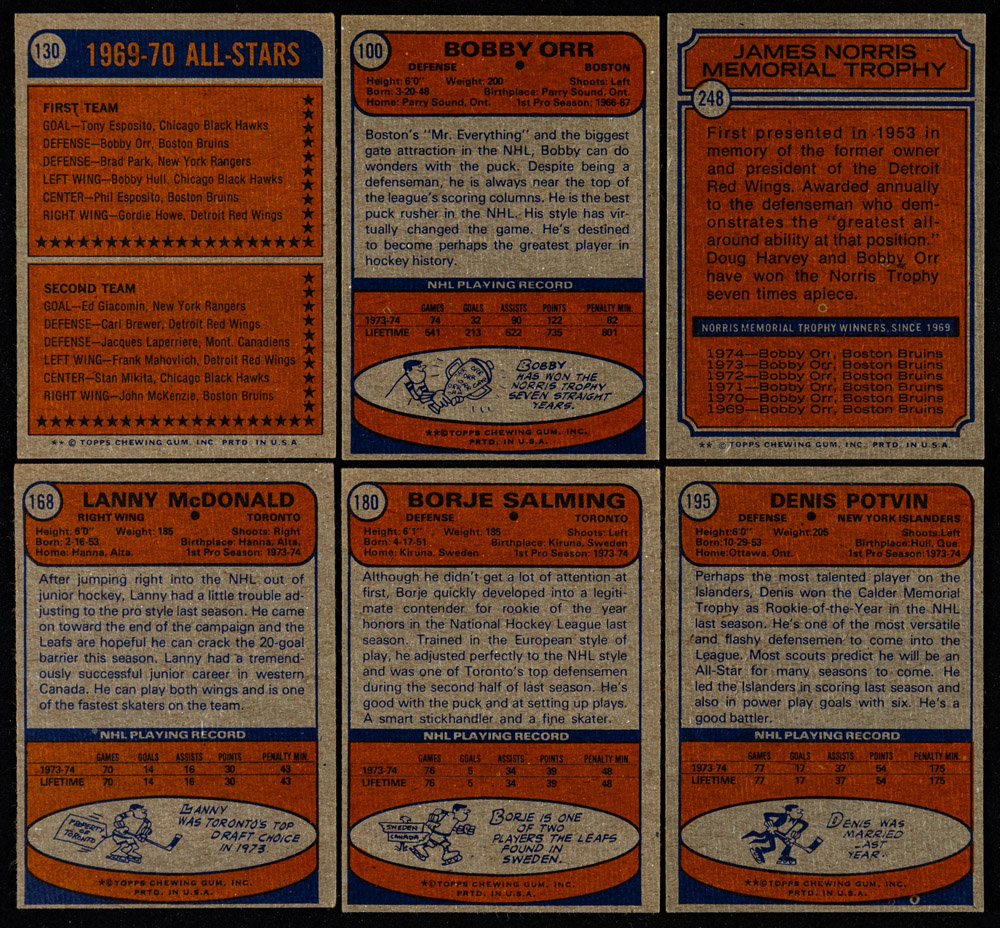 130
1969-70 ALL-STARS
FIRST TEAM
GOAL—Tony Esposito, Chicago Black Hawks
DEFENSE—Bobby Orr, Boston Bruins
DEFENSE—Brad Park, New York Rangers
LEFT WING—Bobby Hull, Chicago Black Hawks
CENTER—Phil Esposito, Boston Bruins
RIGHT WING—Gordie Howe, Detroit Red Wings
SECOND TEAM
GOAL—Ed Giacomin, New York Rangers
DEFENSE—Carl Brewer, Detroit Red Wings
DEFENSE—Jacques Laperriere, Mont. Canadiens
LEFT WING—Frank Mahovlich, Detroit Red Wings
CENTER—Stan Mikita, Chicago Black Hawks
RIGHT WING—John McKenzie, Boston Bruins
** © TOPPS CHEWING GUM, INC PRTD IN U.S.A.
100
BOBBY ORR
DEFENSE ● BOSTON
Height: 6'0" Weight: 200 Shoots: Left
Born: 3-20-48 Birthplace: Parry Sound, Ont.
Home: Parry Sound, Ont. 1st Pro Season: 1966-67
Boston's "Mr. Everything" and the biggest
gate attraction in the NHL, Bobby can do
wonders with the puck. Despite being a
defenseman, he is always near the top of
the league's scoring columns. He is the best
puck rusher in the NHL. His style has vir-
tually changed the game. He's destined
to become perhaps the greatest player in
hockey history.
NHL PLAYING RECORD
GAMES GOALS ASSISTS POINTS PENALTY MIN.
1973-74 74 32 90 122 82
LIFETIME 541 213 522 735 801
BOBBY
HAS WON THE
NORRIS TROPHY
SEVEN STRAIGHT
YEARS.
**© TOPPS CHEWING GUM, INC.
PRTD. IN U.S.A.
JAMES NORRIS
MEMORIAL TROPHY
248
First presented in 1953 in
memory of the former owner
and president of the Detroit
Red Wings. Awarded annually
to the defenseman who dem-
onstrates the "greatest all-
around ability at that position."
Doug Harvey and Bobby Orr
have won the Norris Trophy
seven times apiece.
NORRIS MEMORIAL TROPHY WINNERS, SINCE 1969
1974—Bobby Orr, Boston Bruins
1973—Bobby Orr, Boston Bruins
1972—Bobby Orr, Boston Bruins
1971—Bobby Orr, Boston Bruins
1970—Bobby Orr, Boston Bruins
1969—Bobby Orr, Boston Bruins
** © TOPPS CHEWING GUM, INC. PRTD. IN U.S.A.
168
LANNY McDONALD
RIGHT WING ● TORONTO
Height: 6'0" Weight: 185 Shoots: Right
Born: 2-16-53 Birthplace: Hanna, Alta.
Home: Hanna, Alta. 1st Pro Season: 1973-74
After jumping right into the NHL out of
junior hockey, Lanny had a little trouble ad-
justing to the pro style last season. He came
on toward the end of the campaign and the
Leafs are hopeful he can crack the 20-goal
barrier this season. Lanny had a tremend-
ously successful junior career in western
Canada. He can play both wings and is one
of the fastest skaters on the team.
NHL PLAYING RECORD
GAMES GOALS ASSISTS POINTS PENALTY MIN.
1973-74 70 14 16 30 43
LIFETIME 70 14 16 30 43
PROPERTY
OF
TORONTO
LANNY
WAS TORONTO'S TOP
DRAFT CHOICE
IN 1973
*© TOPPS CHEWING GUM, INC.
PRTD. IN U.S.A.
180
BORJE SALMING
DEFENSE ● TORONTO
Height: 6'1" Weight: 185 Shoots: Left
Born: 4-17-51 Birthplace: Kiruna, Sweden
Home: Kiruna, Sweden 1st Pro Season: 1973-74
Although he didn't get a lot of attention at
first, Borje quickly developed into a legiti-
mate contender for rookie of the year
honors in the National Hockey League last
season. Trained in the European style of
play, he adjusted perfectly to the NHL style
and was one of Toronto's top defensemen
during the second half of last season. He's
good with the puck and at setting up plays.
A smart stickhandler and a fine skater.
NHL PLAYING RECORD
GAMES GOALS ASSISTS POINTS PENALTY MIN.
1973-74 76 5 34 39 48
LIFETIME 76 5 34 39 48
SWEDEN
CANADA
BORJE IS ONE
OF TWO
PLAYERS THE LEAFS
FOUND IN
SWEDEN.
*© TOPPS CHEWING GUM, INC.
PRTD. IN U.S.A.
195
DENIS POTVIN
DEFENSE ● NEW YORK ISLANDERS
Height: 6'0" Weight: 205 Shoots: Left
Born: 10-29-53 Birthplace: Hull, Que.
Home: Ottawa, Ont. 1st Pro Season: 1973-74
Perhaps the most talented player on the
Islanders, Denis won the Calder Memorial
Trophy as Rookie-of-the-Year in the NHL
last season. He's one of the most versatile
and flashy defensemen to come into the
League. Most scouts predict he will be an
All-Star for many seasons to come. He
led the Islanders in scoring last season and
also in power play goals with six. He's a
good battler.
NHL PLAYING RECORD
GAMES GOALS ASSISTS POINTS PENALTY MIN.
1973-74 77 17 37 54 175
LIFETIME 77 17 37 54 175
DENIS WAS
MARRIED
LAST
YEAR.
**© TOPPS CHEWING GUM, INC.
PRTD. IN U.S.A.